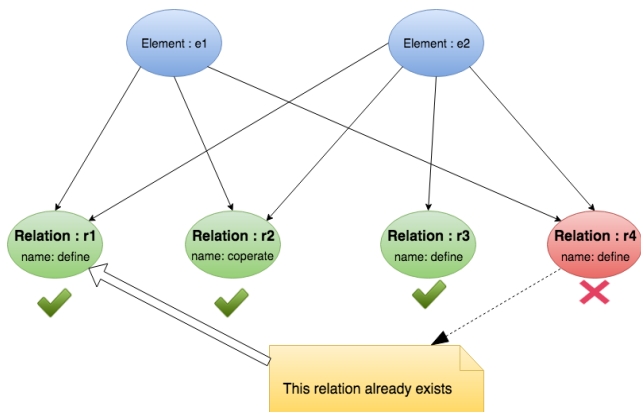 Element : e1
Element : e2
Relation : r1
name: define
Relation : r2
name: coperate
Relation : r3
name: define
Relation : r4
name: define
This relation already exists